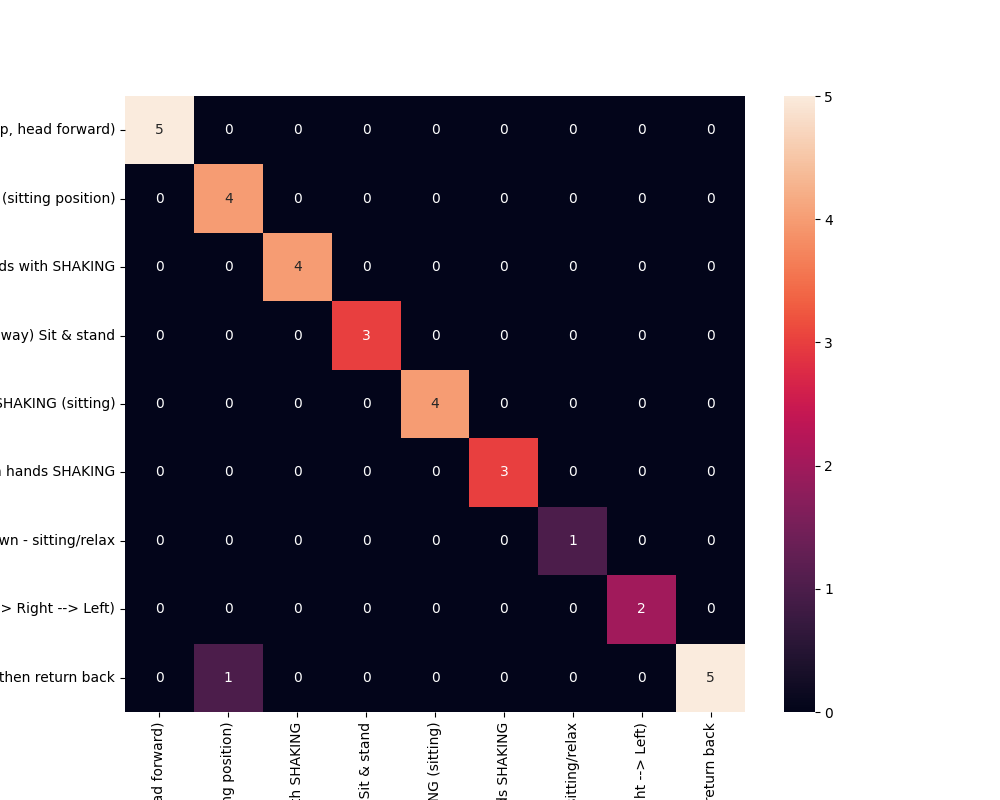 p, head forward) 5 0 0 0 0 0 0 0 0
(sitting position) 0 4 0 0 0 0 0 0 0
ds with SHAKING 0 0 4 0 0 0 0 0 0
way) Sit & stand 0 0 0 3 0 0 0 0 0
SHAKING (sitting) 0 0 0 0 4 0 0 0 0
hands SHAKING 0 0 0 0 0 3 0 0 0
wn - sitting/relax 0 0 0 0 0 0 1 0 0
> Right --> Left) 0 0 0 0 0 0 0 2 0
then return back 0 1 0 0 0 0 0 0 5
ad forward)
ng position)
th SHAKING
Sit & stand
NG (sitting)
ds SHAKING
sitting/relax
ht --> Left)
return back
5
4
3
2
1
0